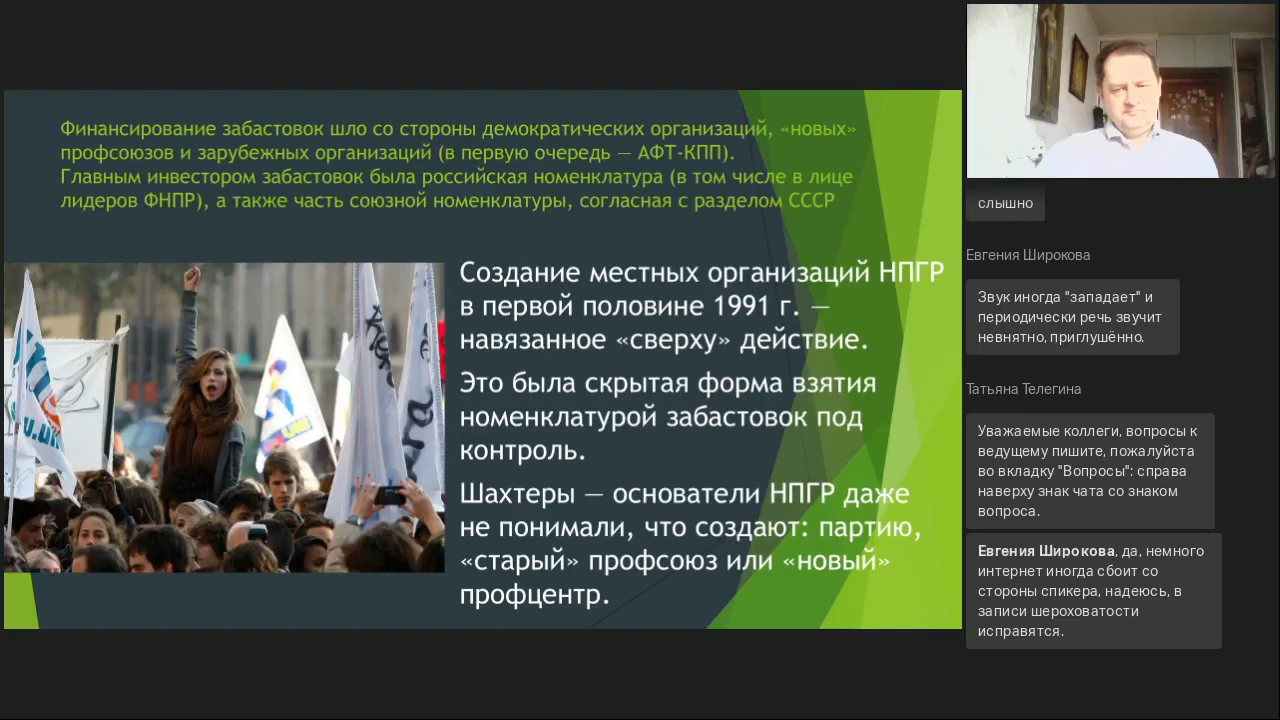 Финансирование забастовок шло со стороны демократических организаций, «новых»
профсоюзов и зарубежных организаций (в первую очередь — АФТ-КПП).
Главным инвестором забастовок была российская номенклатура (в том числе в лице
лидеров ФНПР), а также часть союзной номенклатуры, согласная с разделом СССР
Создание местных организаций НПГР
в первой половине 1991 г. —
навязанное «сверху» действие.
Это была скрытая форма взятия
номенклатурой забастовок под
контроль.
Шахтеры — основатели НПГР даже
не понимали, что создают: партию,
«старый» профсоюз или «новый»
профцентр.
слышно
Евгения Широкова
Звук иногда "западает" и
периодически речь звучит
невнятно, приглушённо.
Татьяна Телегина
Уважаемые коллеги, вопросы к
ведущему пишите, пожалуйста
во вкладку "Вопросы": справа
наверху знак чата со знаком
вопроса.
Евгения Широкова, да, немного
интернет иногда сбоит со
стороны спикера, надеюсь, в
записи шероховатости
исправятся.